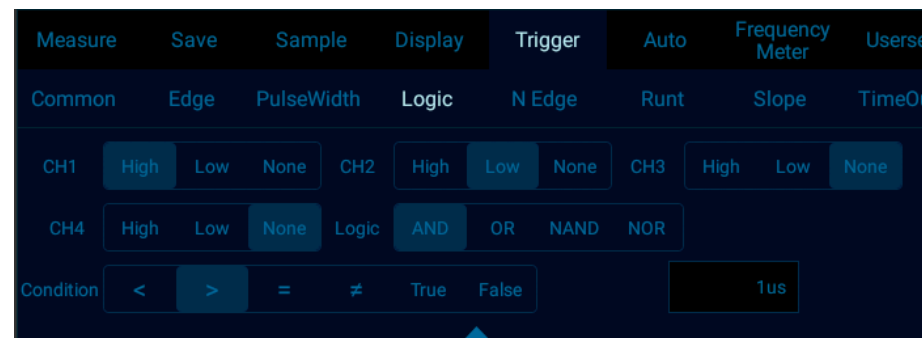 Measure Save Sample Display Trigger Auto Frequency Meter Userse
Common Edge PulseWidth Logic N Edge Runt Slope TimeOu
CH1 High Low None CH2 High Low None CH3 High Low None
CH4 High Low None Logic AND OR NAND NOR
Condition < > = ≠ True False 1us